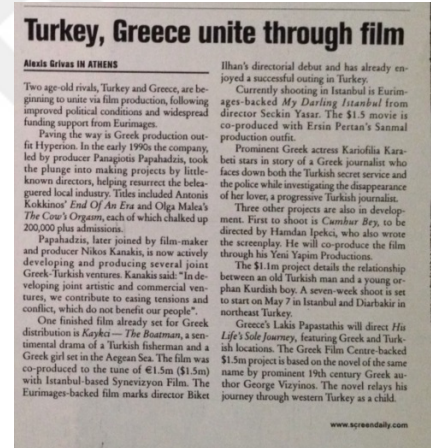 Turkey, Greece unite through film
Alexis Grivas IN ATHENS
Two age-old rivals, Turkey and Greece, are be-
ginning to unite via film production, following
improved political conditions and widespread
funding support from Eurimages.
Paving the way is Greek production out-
fit Hyperion. In the early 1990s the company,
led by producer Panagiotis Papahadzis, took
the plunge into making projects by little-
known directors, helping resurrect the belea-
guered local industry. Titles included Antonis
Kokkinos' End Of An Era and Olga Malea's
The Cow's Orgasm, each of which chalked up
200,000 plus admissions.
Papahadzis, later joined by film-maker
and producer Nikos Kanakis, is now actively
developing and producing several joint
Greek-Turkish ventures. Kanakis said: "In de-
veloping joint artistic and commercial ven-
tures, we contribute to easing tensions and
conflict, which do not benefit our people".
One finished film already set for Greek
distribution is Kayikci – The Boatman, a sen-
timental drama of a Turkish fisherman and a
Greek girl set in the Aegean Sea. The film was
co-produced to the tune of €1.5m ($1.5m)
with Istanbul-based Synevizyon Film. The
Eurimages-backed film marks director Biket
Ilhan's directorial debut and has already en-
joyed a successful outing in Turkey.
Currently shooting in Istanbul is Eurim-
ages-backed My Darling Istanbul from
director Seckin Yasar. The $1.5 movie is
co-produced with Ersin Pertan's Sanmal
production outfit.
Prominent Greek actress Kariofilia Kara-
beti stars in story of a Greek journalist who
faces down both the Turkish secret service and
the police while investigating the disappearance
of her lover, a progressive Turkish journalist.
Three other projects are also in develop-
ment. First to shoot is Cumhur Bey, to be
directed by Hamdan Ipekci, who also wrote
the screenplay. He will co-produce the film
through his Yeni Yapim Productions.
The $1.1m project details the relationship
between an old Turkish man and a young or-
phan Kurdish boy. A seven-week shoot is set
to start on May 7 in Istanbul and Diarbakir in
northeast Turkey.
Greece's Lakis Papastathis will direct His
Life's Sole Journey, featuring Greek and Turk-
ish locations. The Greek Film Centre-backed
$1.5m project is based on the novel of the same
name by prominent 19th century Greek au-
thor George Vizyinos. The novel relays his
journey through western Turkey as a child.
www.screendaily.com